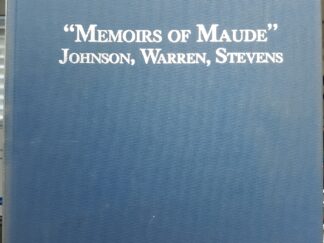 “Memoirs of Maude”
Johnson, Warren, Stevens